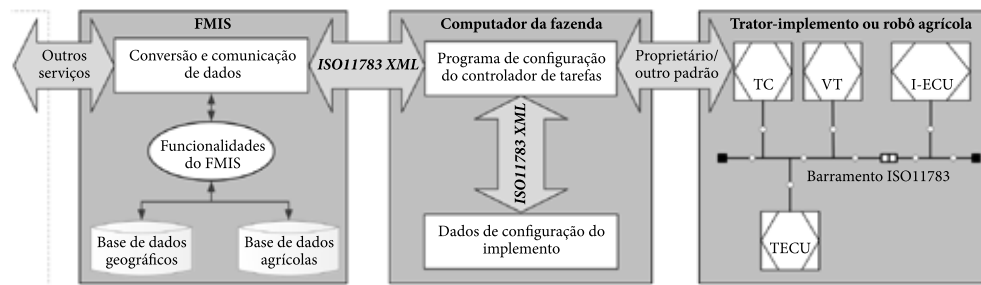 FMIS
Computador da fazenda
Trator-implemento ou robô agrícola
Outros
serviços
Conversão e comunicação
de dados
ISO11783 XML
Programa de configuração
do controlador de tarefas
Proprietário/
outro padrão
TC
VT
I-ECU
Funcionalidades
do FMIS
ISO11783 XML
Barramento ISO11783
Base de dados
geográficos
Base de dados
agrícolas
Dados de configuração do
implemento
TECU